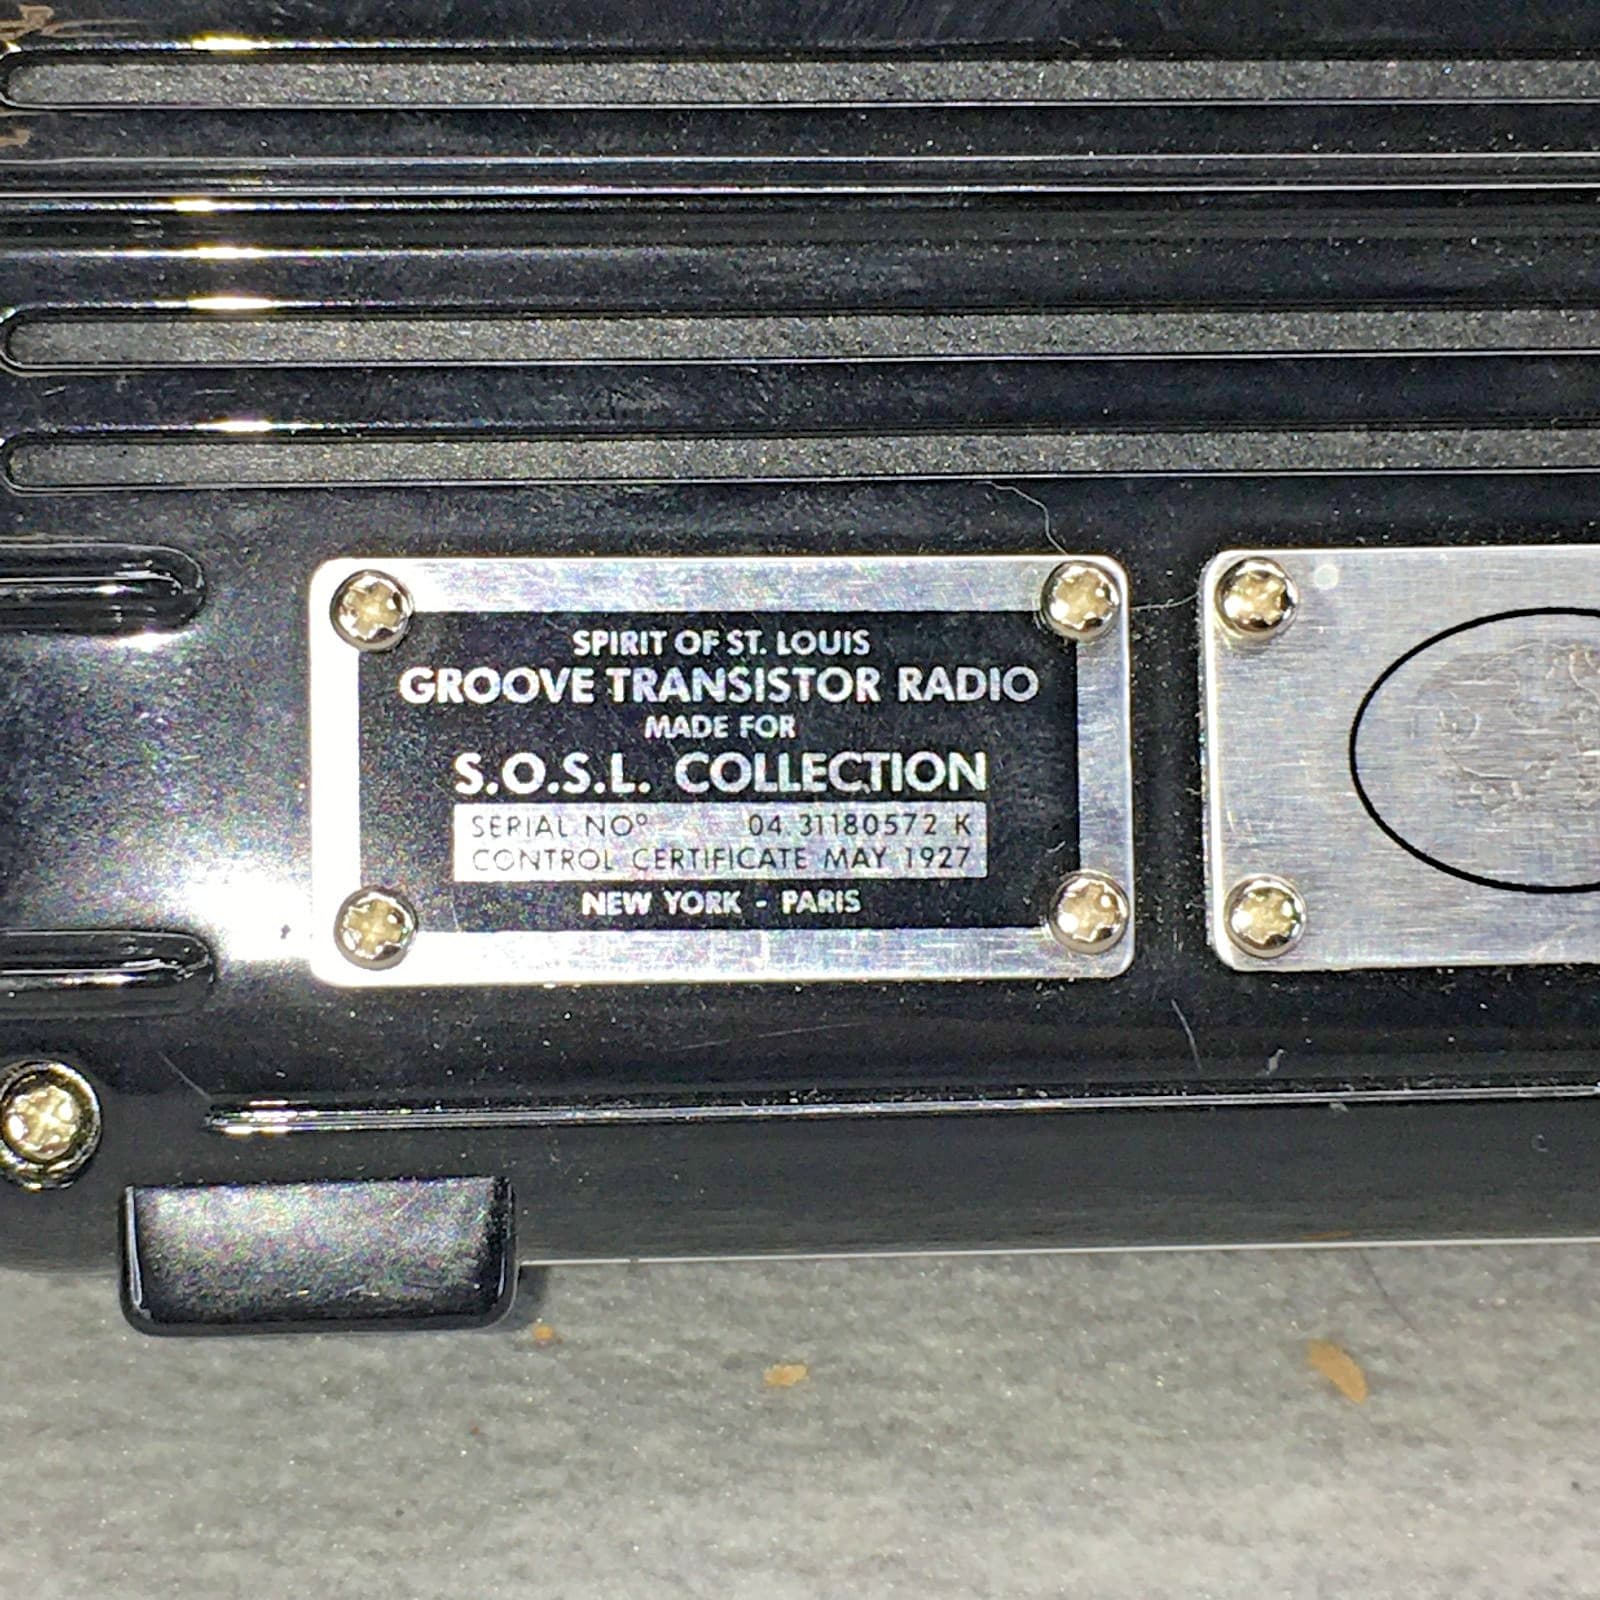 SPIRIT OF ST. LOUIS
GROOVE TRANSISTOR RADIO
MADE FOR
S.O.S.L. COLLECTION
SERIAL NOº 04.31180572 K
CONTROL CERTIFICATE MAY 1927
NEW YORK - PARIS